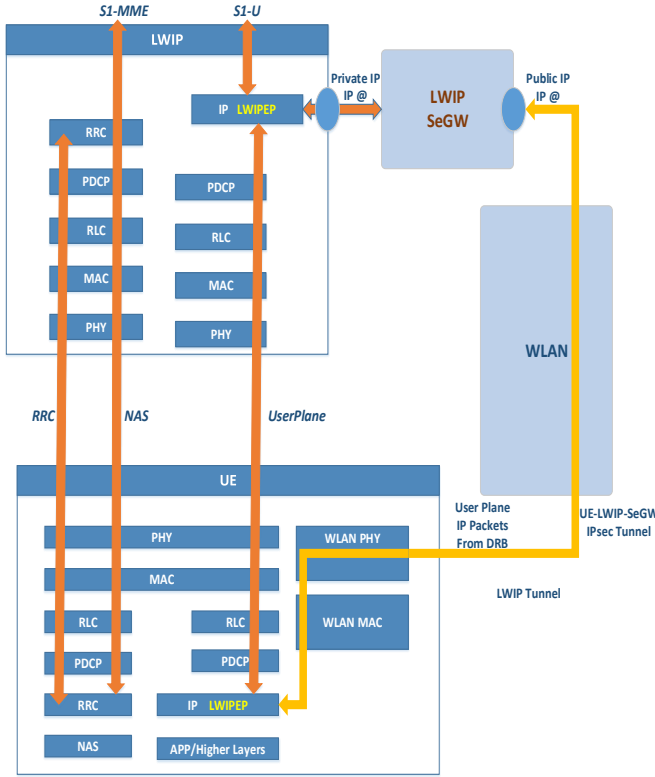 S1-MME
S1-U
LWIP
Private IP
IP @
LWIP
SeGW
Public IP
IP @
IP LWIPEP
RRC
PDCP
PDCP
RLC
RLC
MAC
MAC
PHY
PHY
WLAN
RRC
NAS
UserPlane
UE
User Plane
IP Packets
From DRB
UE-LWIP-SeGW
IPsec Tunnel
LWIP Tunnel
PHY
WLAN PHY
MAC
RLC
RLC
WLAN MAC
PDCP
PDCP
RRC
IP LWIPEP
NAS
APP/Higher Layers